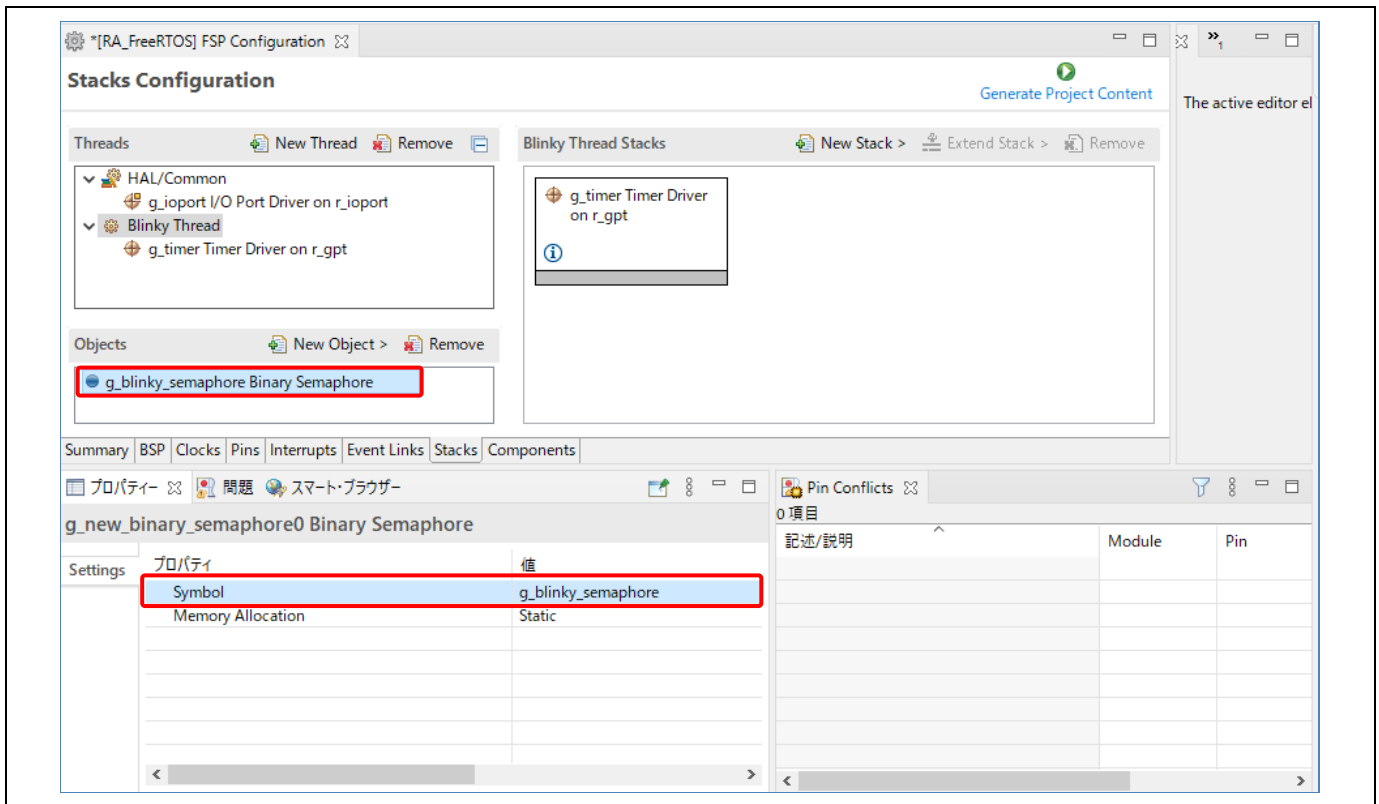 *[RA_FreeRTOS] FSP Configuration
Stacks Configuration
Generate Project Content
The active editor el
Threads
New Thread
Remove
HAL/Common
g_ioport I/O Port Driver on r_ioport
Blinky Thread
g_timer Timer Driver on r_gpt
Blinky Thread Stacks
New Stack >
Extend Stack >
Remove
g_timer Timer Driver
on r_gpt
Objects
New Object >
Remove
g_blinky_semaphore Binary Semaphore
Summary BSP Clocks Pins Interrupts Event Links Stacks Components
プロパティー
問題
スマート・ブラウザー
g_new_binary_semaphore0 Binary Semaphore
Settings
プロパティ 値
Symbol g_blinky_semaphore
Memory Allocation Static
Pin Conflicts
0 項目
記述/説明 Module Pin